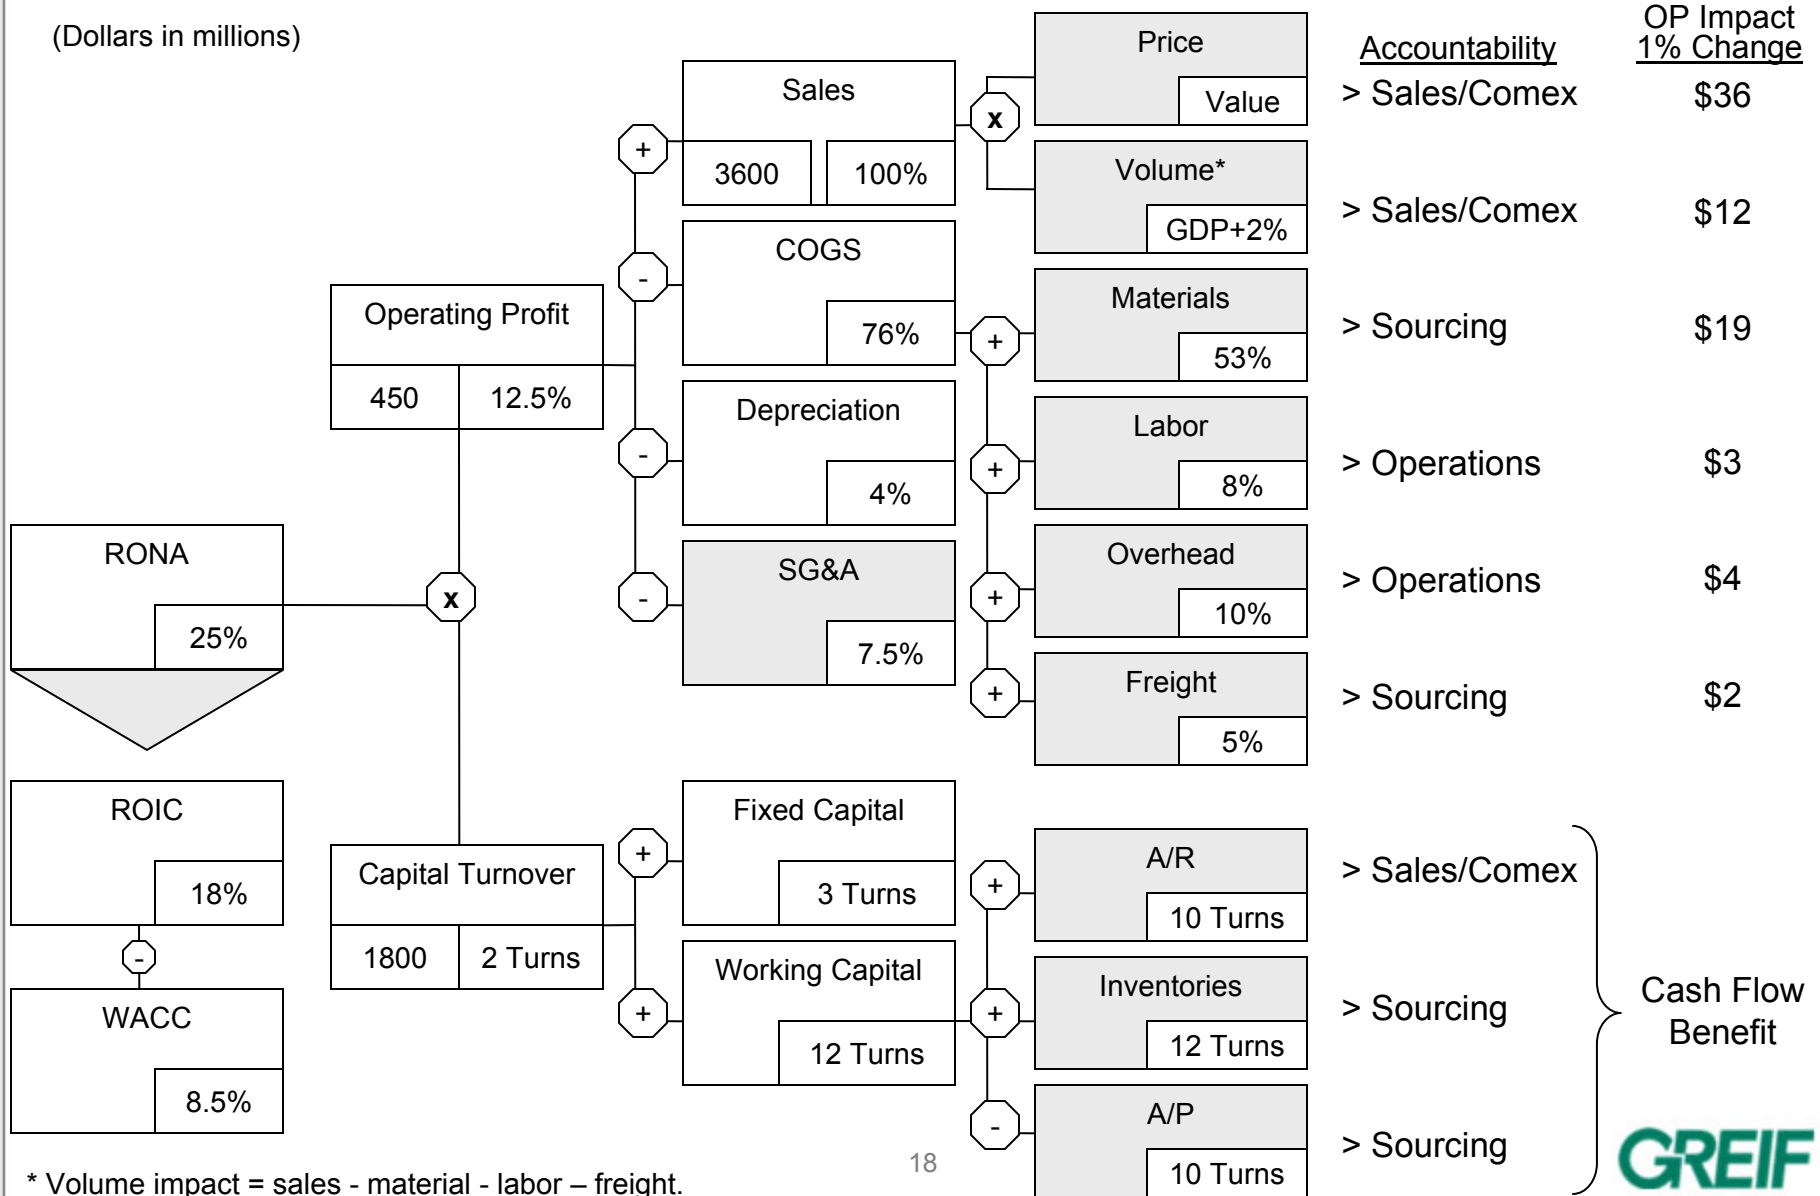 (Dollars in millions)
Accountability
OP Impact
1% Change
Price
Value
> Sales/Comex
$36
Sales
3600
100%
x
+
Volume*
GDP+2%
> Sales/Comex
$12
COGS
76%
-
Materials
53%
+
> Sourcing
$19
Operating Profit
450
12.5%
Depreciation
4%
-
Labor
8%
+
> Operations
$3
SG&A
7.5%
-
Overhead
10%
+
> Operations
$4
RONA
25%
x
Freight
5%
+
> Sourcing
$2
ROIC
18%
-
WACC
8.5%
Capital Turnover
1800
2 Turns
+
Fixed Capital
3 Turns
+
Working Capital
12 Turns
+
A/R
10 Turns
> Sales/Comex
+
Inventories
12 Turns
> Sourcing
-
A/P
10 Turns
> Sourcing
Cash Flow
Benefit
* Volume impact = sales - material - labor – freight.
18
GREIF